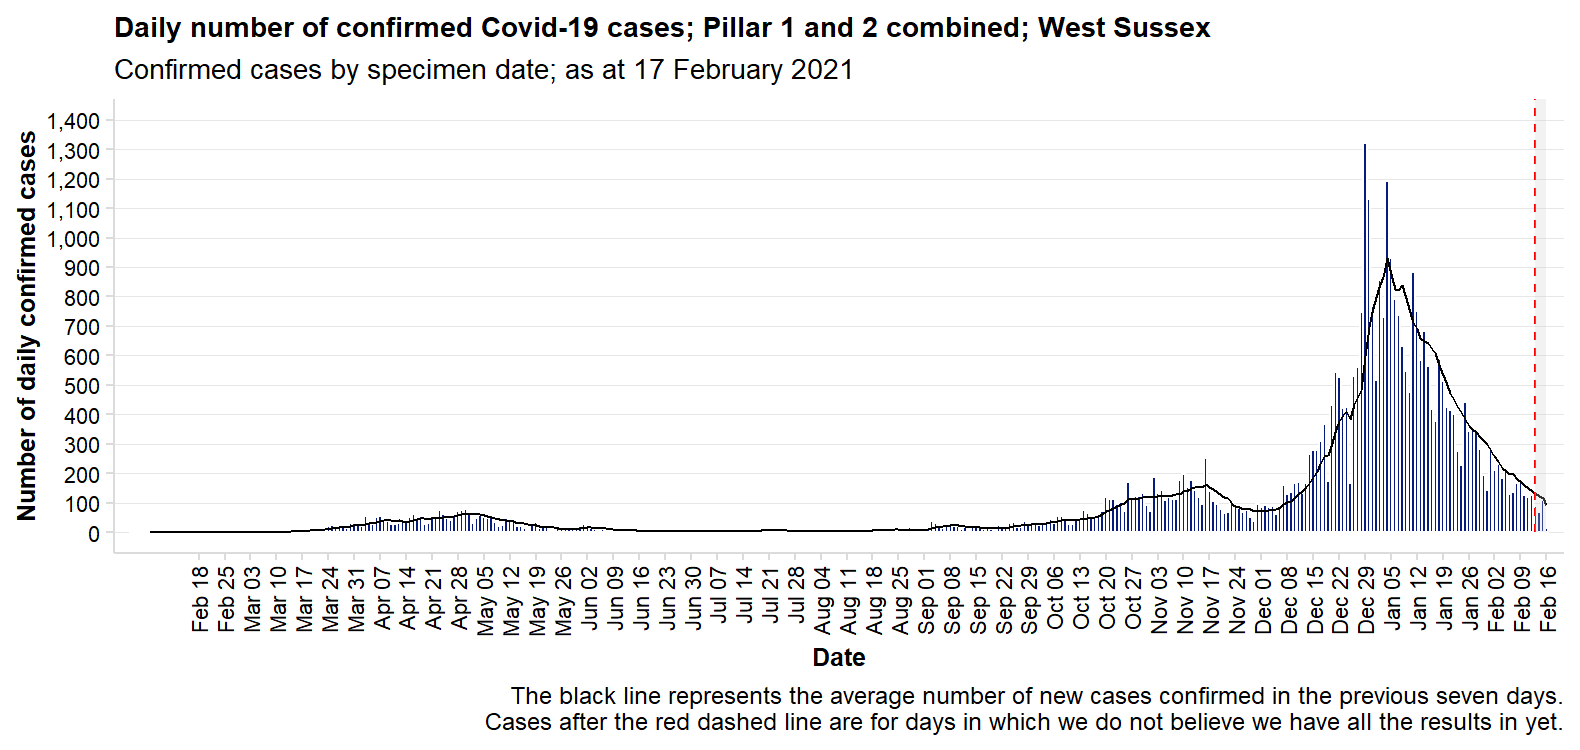 Daily number of confirmed Covid-19 cases; Pillar 1 and 2 combined; West Sussex
Confirmed cases by specimen date; as at 17 February 2021
Number of daily confirmed cases
1,400
1,300
1,200
1,100
1,000
900
800
700
600
500
400
300
200
100
0
Feb 18
Feb 25
Mar 03
Mar 10
Mar 17
Mar 24
Mar 31
Apr 07
Apr 14
Apr 21
Apr 28
May 05
May 12
May 19
May 26
Jun 02
Jun 09
Jun 16
Jun 23
Jun 30
Jul 07
Jul 14
Jul 21
Jul 28
Aug 04
Aug 11
Aug 18
Aug 25
Sep 01
Sep 08
Sep 15
Sep 22
Sep 29
Oct 06
Oct 13
Oct 20
Oct 27
Nov 03
Nov 10
Nov 17
Nov 24
Dec 01
Dec 08
Dec 15
Dec 22
Dec 29
Jan 05
Jan 12
Jan 19
Jan 26
Feb 02
Feb 09
Feb 16
Date
The black line represents the average number of new cases confirmed in the previous seven days.
Cases after the red dashed line are for days in which we do not believe we have all the results in yet.